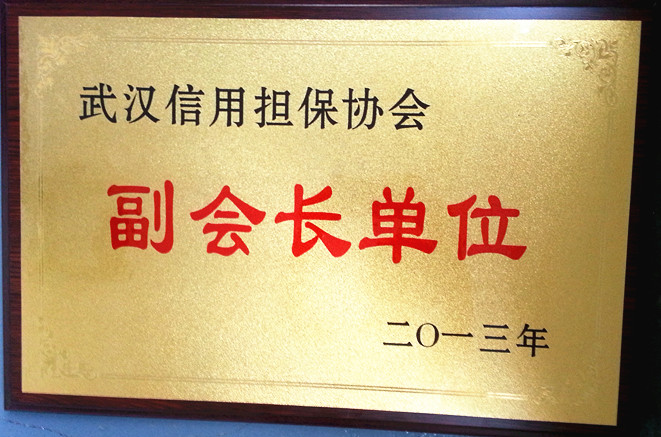 武汉信用担保协会
副会长单位
二〇一三年